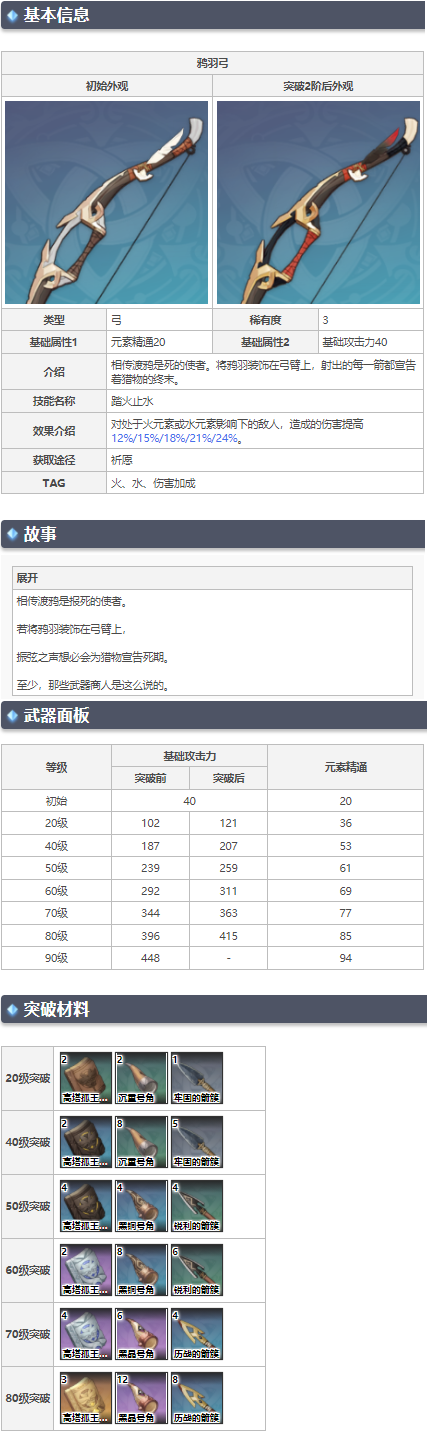 基本信息
鸦羽弓
初始外观 突破2阶后外观
类型 弓 稀有度 3
基础属性1 元素精通20 基础属性2 基础攻击力40
介绍 相传渡鸦是死的使者。将鸦羽装饰在弓臂上，射出的每一箭都宣告
着猎物的终末。
技能名称 踏火止水
效果介绍 对处于火元素或水元素影响下的敌人，造成的伤害提高
12%/15%/18%/21%/24%。
获取途径 祈愿
TAG 火、水、伤害加成
故事
展开
相传渡鸦是报死的使者。
若将鸦羽装饰在弓臂上，
振弦之声想必会为猎物宣告死期。
至少，那些武器商人是这么说的。
武器面板
等级 基础攻击力 元素精通
突破前 突破后
初始 40 20
20级 102 121 36
40级 187 207 53
50级 239 259 61
60级 292 311 69
70级 344 363 77
80级 396 415 85
90级 448 - 94
突破材料
2 2 1
20级突破 高塔孤王... 沉重号角 牢固的箭簇
2 8 5
40级突破 高塔孤王... 沉重号角 牢固的箭簇
4 4 4
50级突破 高塔孤王... 黑铜号角 锐利的箭簇
2 8 6
60级突破 高塔孤王... 黑铜号角 锐利的箭簇
4 6 4
70级突破 高塔孤王... 黑晶号角 历战的箭簇
3 12 8
80级突破 高塔孤王... 黑晶号角 历战的箭簇